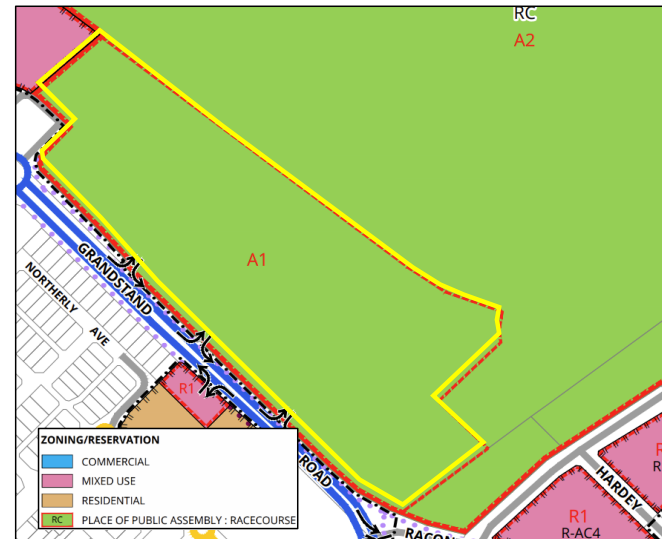 RC
A2
A1
GRANDSTAND
NORTHERLY
AVE
R1
ROAD
ZONING/RESERVATION
COMMERCIAL
MIXED USE
RESIDENTIAL
RC PLACE OF PUBLIC ASSEMBLY : RACECOURSE
HARDEY
R1
R-AC4
R
R
RACON